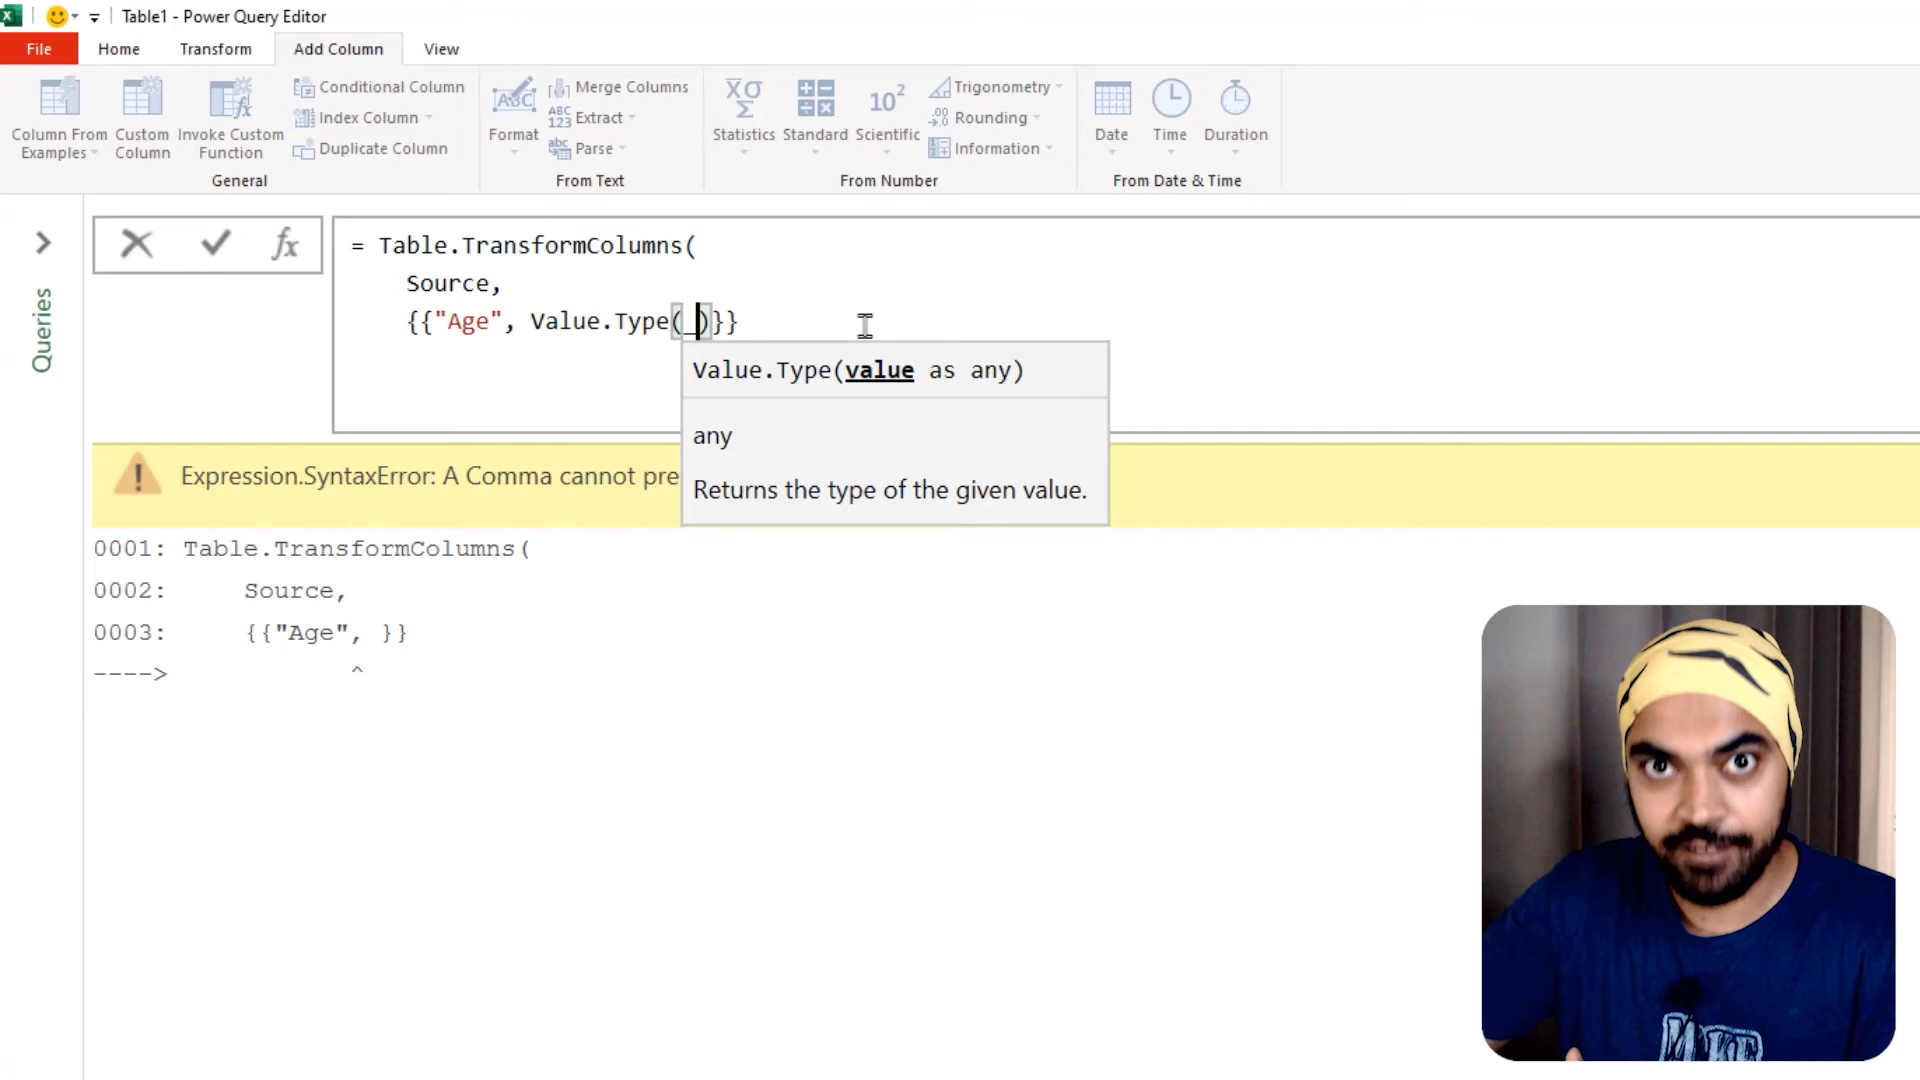 Table1 - Power Query Editor
File Home Transform Add Column View
Column From Examples
Custom Column
Invoke Custom Function
Conditional Column
Index Column
Duplicate Column
General
Format
Merge Columns
Extract
Parse
From Text
Statistics
Standard
Scientific
Trigonometry
Rounding
Information
From Number
Date
Time
Duration
From Date & Time
Queries
fx
= Table.TransformColumns(
Source,
{{"Age", Value.Type(_)}}
Value.Type(value as any)
any
Returns the type of the given value.
Expression.SyntaxError: A Comma cannot pre
0001: Table.TransformColumns(
0002: Source,
0003: {{"Age", }}
----> ^